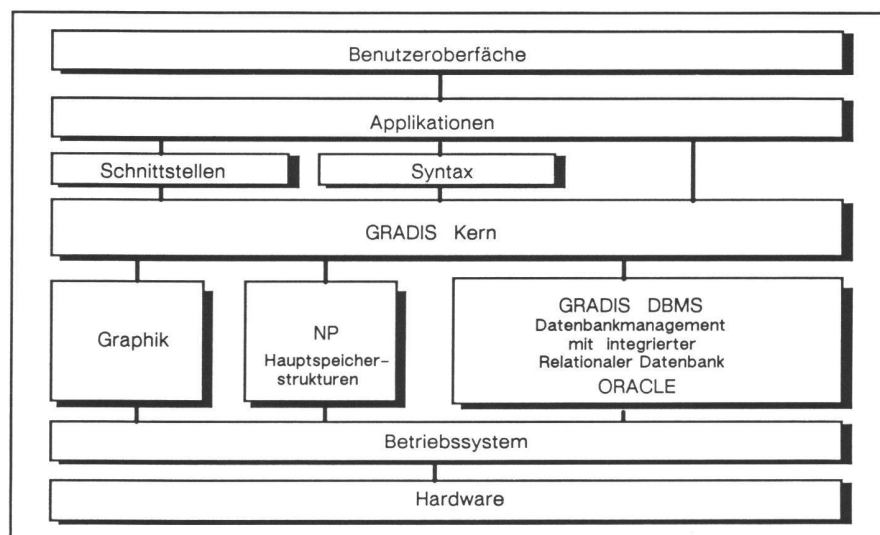 Benutzeroberfäche
Applikationen
Schnittstellen
Syntax
GRADIS Kern
Graphik
NP
Hauptspeicher-
strukturen
GRADIS DBMS
Datenbankmanagement
mit integrierter
Relationaler Datenbank
ORACLE
Betriebssystem
Hardware